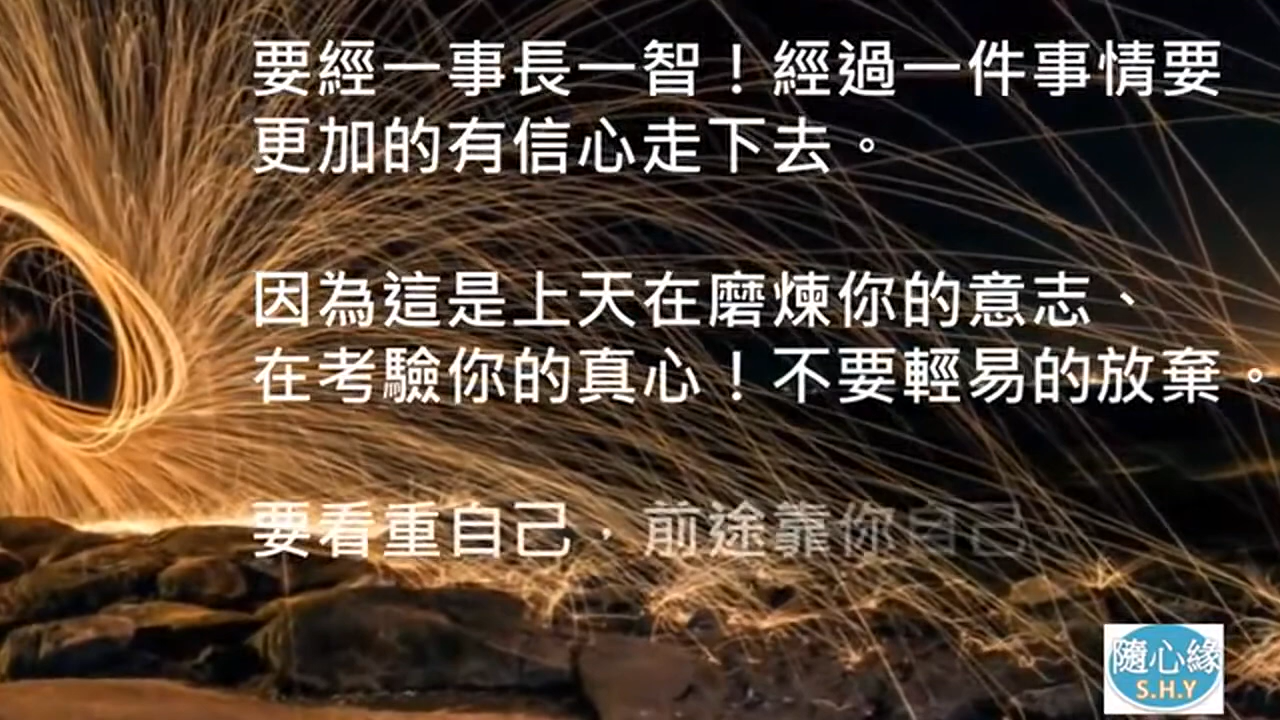 要經一事長一智！經過一件事情要
更加的有信心走下去。
因為這是上天在磨煉你的意志、
在考驗你的真心！不要輕易的放棄。
要看重自己，前途靠你自己
隨心緣
S.H.Y